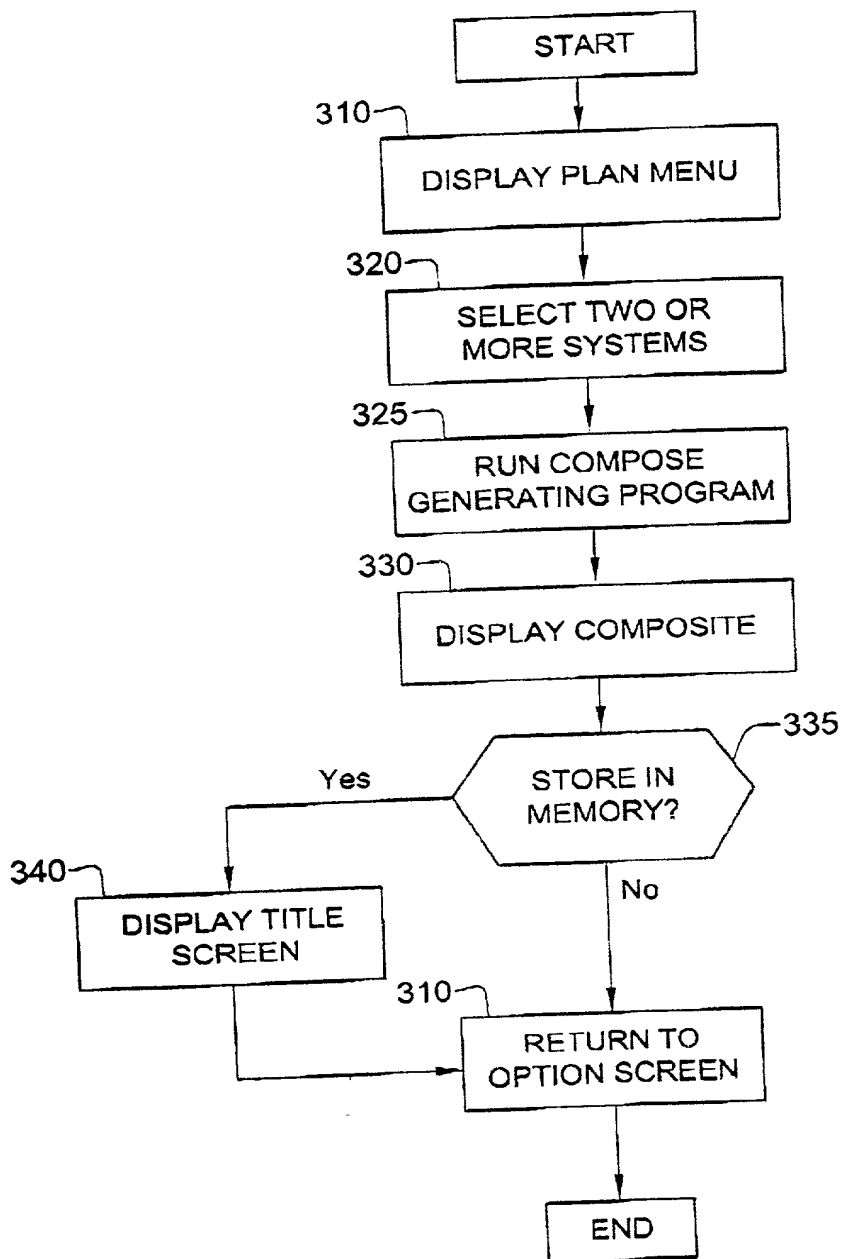 START
310
DISPLAY PLAN MENU
320
SELECT TWO OR
MORE SYSTEMS
325
RUN COMPOSE
GENERATING PROGRAM
330
DISPLAY COMPOSITE
335
STORE IN
MEMORY?
Yes
No
340
DISPLAY TITLE
SCREEN
310
RETURN TO
OPTION SCREEN
END